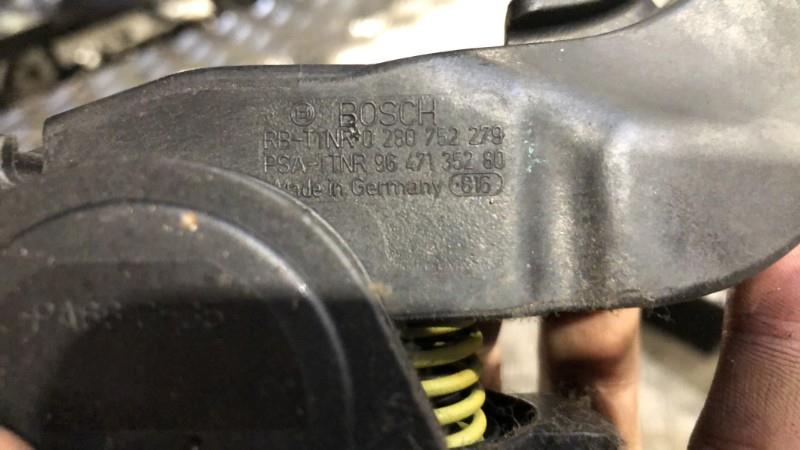 BOSCH
RB-TTNR 0 280 752 279
PSA-TTNR 96 471 352 80
Made in Germany 616